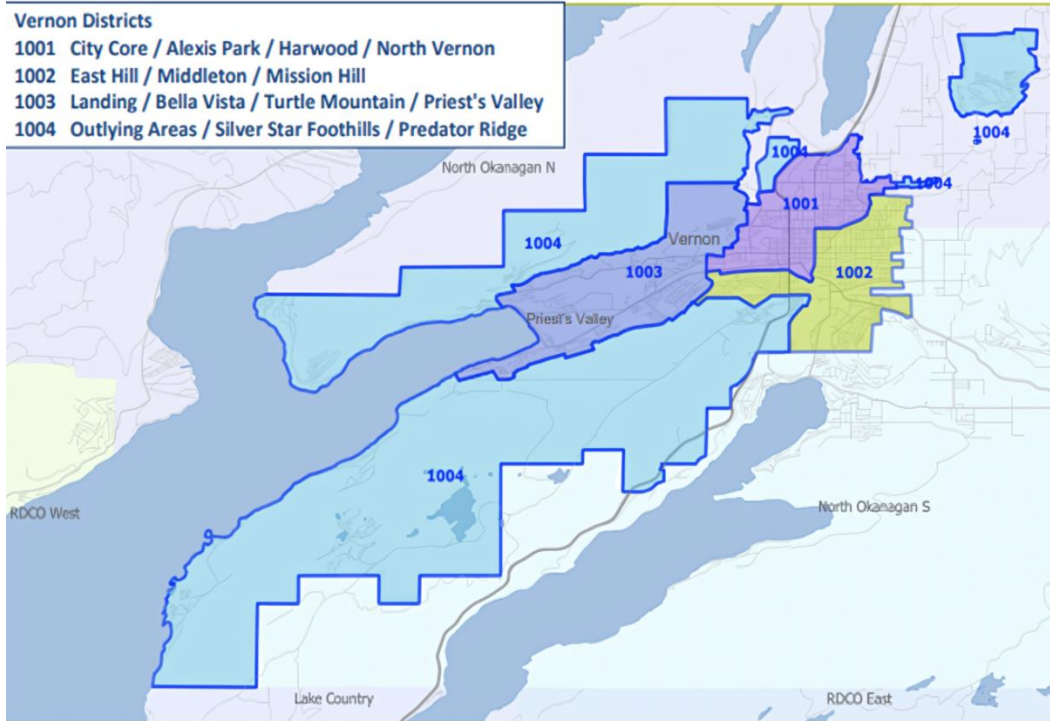 Vernon Districts
1001 City Core / Alexis Park / Harwood / North Vernon
1002 East Hill / Middleton / Mission Hill
1003 Landing / Bella Vista / Turtle Mountain / Priest's Valley
1004 Outlying Areas / Silver Star Foothills / Predator Ridge
1004
North Okanagan N
1004
1004
1001
1004
Vernon
1003
1002
Priest's Valley
1004
RDCO West
North Okanagan S
Lake Country
RDCO East